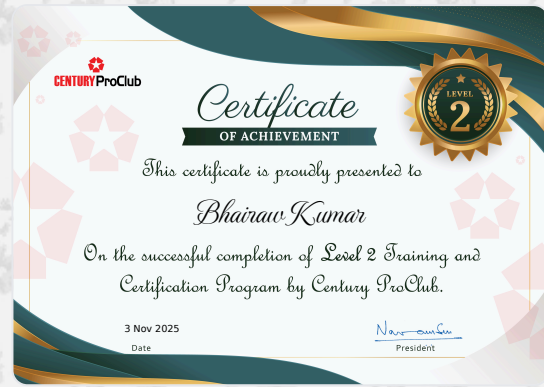 CENTURY ProClub
LEVEL
2
Certificate
OF ACHIEVEMENT
This certificate is proudly presented to
Bhairaw Kumar
On the successful completion of Level 2 Training and
Certification Program by Century ProClub.
3 Nov 2025
Date
President